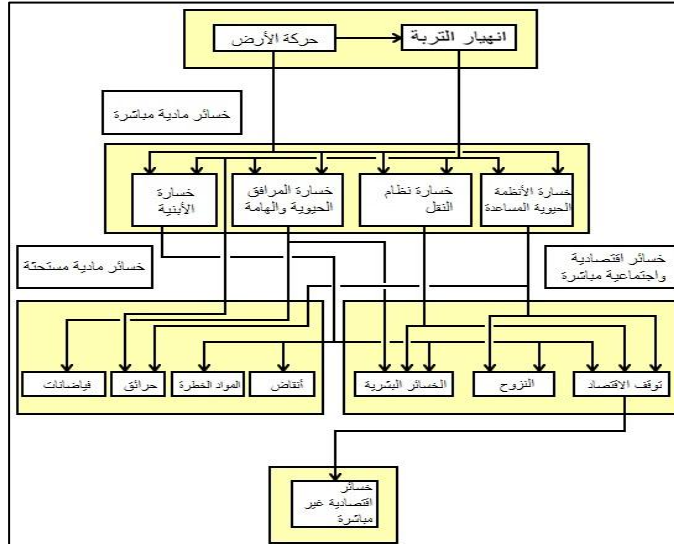 انهيار التربة
حركة الأرض
خسائر مادية مباشرة
خسارة الأنظمة
الحيوية المساعدة
خسارة نظام
النقل
خسارة المرافق
الحيوية والهامة
خسارة
الأبنية
خسائر اقتصادية
واجتماعية مباشرة
خسائر مادية مستحثة
توقف الاقتصاد
النزوح
الخسائر البشرية
أنقاض
المواد الخطرة
حرائق
فياضانات
خسائر
اقتصادية غير
مباشرة